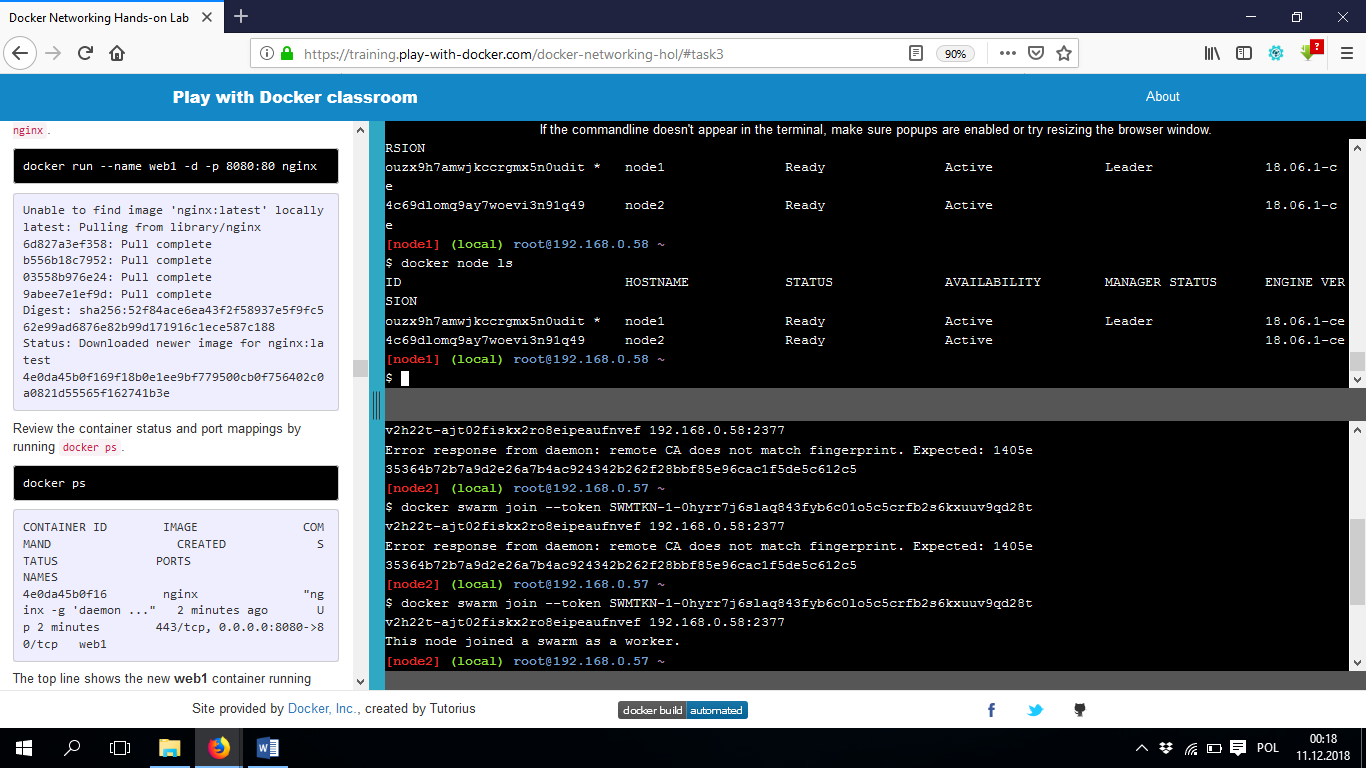 Docker Networking Hands-on Lab
https://training.play-with-docker.com/docker-networking-hol/#task3
90%
?
Play with Docker classroom
About
nginx .
docker run --name web1 -d -p 8080:80 nginx
Unable to find image 'nginx:latest' locally
latest: Pulling from library/nginx
6d827a3ef358: Pull complete
b556b18c7952: Pull complete
03558b976e24: Pull complete
9abee7e1ef9d: Pull complete
Digest: sha256:52f84ace6ea43f2f58937e5f9fc5
62e99ad6876e82b99d171916c1ece587c188
Status: Downloaded newer image for nginx:la
test
4e0da45b0f169f18b0e1ee9bf779500cb0f756402c0
a0821d55565f162741b3e
Review the container status and port mappings by
running docker ps .
docker ps
CONTAINER ID IMAGE COM
MAND CREATED S
TATUS PORTS
NAMES
4e0da45b0f16 nginx "ng
inx -g 'daemon ..." 2 minutes ago U
p 2 minutes 443/tcp, 0.0.0.0:8080->8
0/tcp web1
The top line shows the new web1 container running
If the commandline doesn't appear in the terminal, make sure popups are enabled or try resizing the browser window.
RSION
ouzx9h7amwjkccrgmx5n0udit * node1 Ready Active Leader 18.06.1-c
e
4c69dlomq9ay7woevi3n91q49 node2 Ready Active 18.06.1-c
e
[node1] (local) root@192.168.0.58 ~
$ docker node ls
ID HOSTNAME STATUS AVAILABILITY MANAGER STATUS ENGINE VER
SION
ouzx9h7amwjkccrgmx5n0udit * node1 Ready Active Leader 18.06.1-ce
4c69dlomq9ay7woevi3n91q49 node2 Ready Active 18.06.1-ce
[node1] (local) root@192.168.0.58 ~
$
v2h22t-ajt02fiskx2ro8eipeaufnvef 192.168.0.58:2377
Error response from daemon: remote CA does not match fingerprint. Expected: 1405e
35364b72b7a9d2e26a7b4ac924342b262f28bbf85e96cac1f5de5c612c5
[node2] (local) root@192.168.0.57 ~
$ docker swarm join --token SWMTKN-1-0hyrr7j6slaq843fyb6c01o5c5crfb2s6kxuuv9qd28t
v2h22t-ajt02fiskx2ro8eipeaufnvef 192.168.0.58:2377
Error response from daemon: remote CA does not match fingerprint. Expected: 1405e
35364b72b7a9d2e26a7b4ac924342b262f28bbf85e96cac1f5de5c612c5
[node2] (local) root@192.168.0.57 ~
$ docker swarm join --token SWMTKN-1-0hyrr7j6slaq843fyb6c0lo5c5crfb2s6kxuuv9qd28t
v2h22t-ajt02fiskx2ro8eipeaufnvef 192.168.0.58:2377
This node joined a swarm as a worker.
[node2] (local) root@192.168.0.57 ~
Site provided by Docker, Inc., created by Tutorius
docker build automated
POL
00:18
11.12.2018